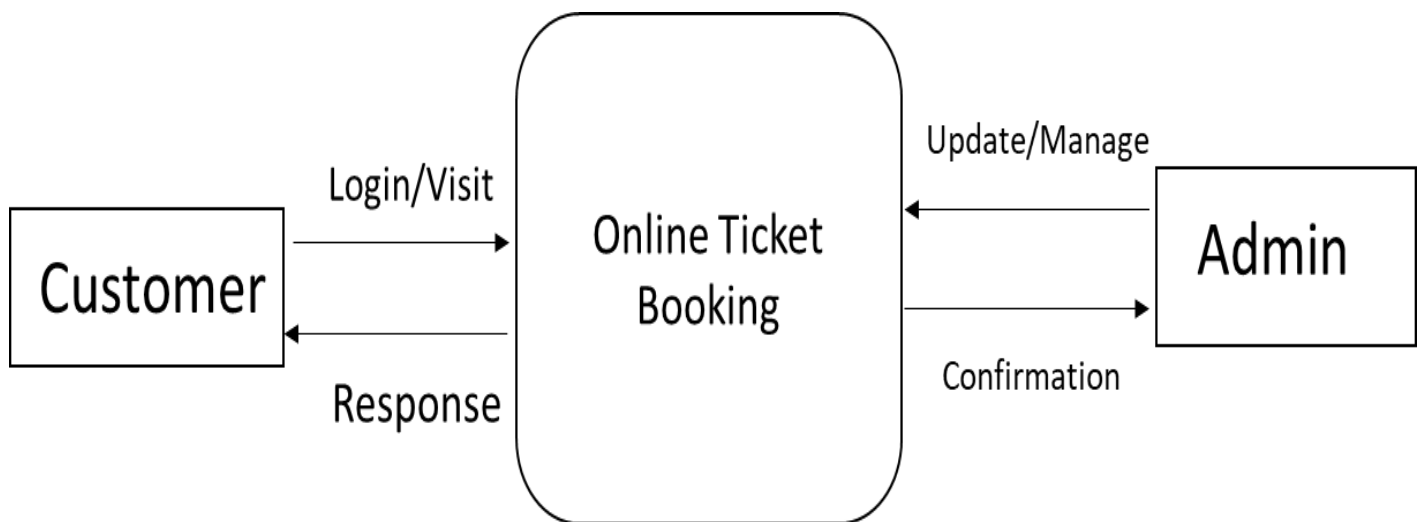 Customer
Login/Visit
Response
Online Ticket
Booking
Update/Manage
Confirmation
Admin